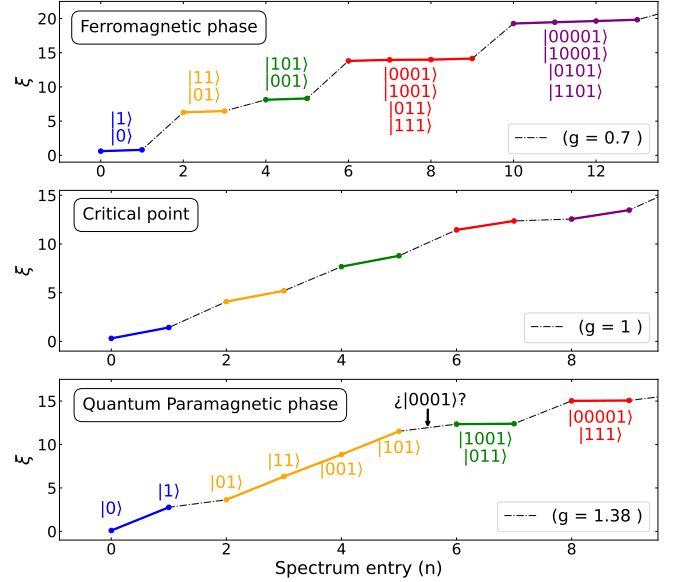 Ferromagnetic phase
20
15
10
5
0
ξ
|1⟩
|0⟩
|11⟩
|01⟩
|101⟩
|001⟩
|0001⟩
|1001⟩
|011⟩
|111⟩
|00001⟩
|10001⟩
|0101⟩
|1101⟩
(g = 0.7 )
0 2 4 6 8 10 12
Critical point
15
10
5
0
ξ
(g = 1 )
0 2 4 6 8
Quantum Paramagnetic phase
15
10
5
0
ξ
¿|0001⟩?
|0⟩
|1⟩
|01⟩
|11⟩
|001⟩
|101⟩
|1001⟩
|011⟩
|00001⟩
|111⟩
(g = 1.38 )
0 2 4 6 8
Spectrum entry (n)